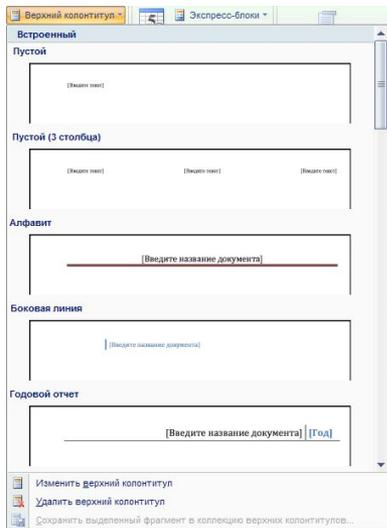 Верхний колонтитул Экспресс-блоки
Встроенный
Пустой
[Введите текст]
Пустой (3 столбца)
[Введите текст] [Введите текст] [Введите текст]
Алфавит
[Введите название документа]
Боковая линия
[Введите название документа]
Годовой отчет
[Введите название документа] [Год]
Изменить верхний колонтитул
Удалить верхний колонтитул
Сохранить выделенный фрагмент в коллекцию верхних колонтитулов...